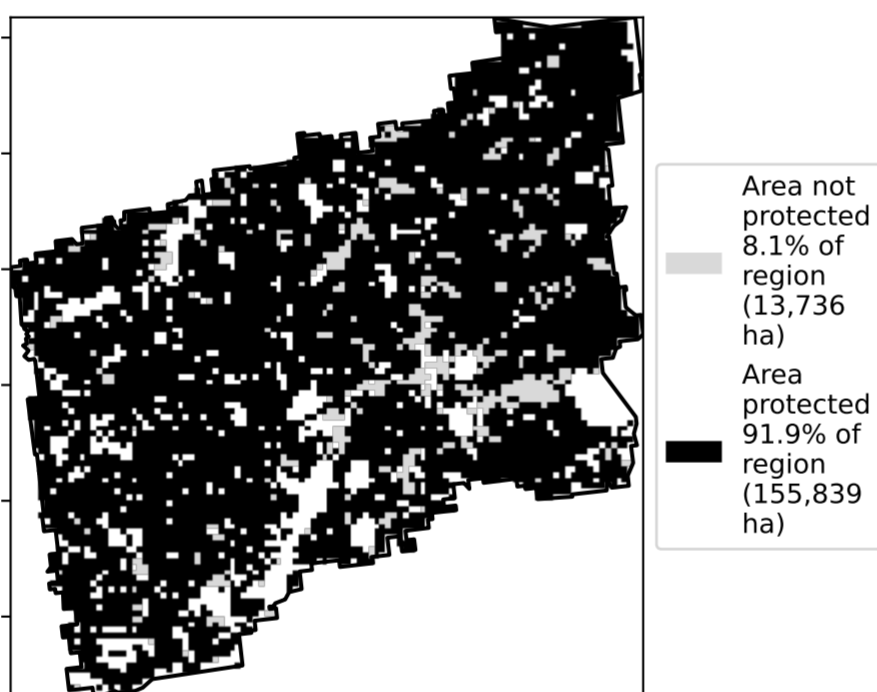 Area not
protected
8.1% of
region
(13,736
ha)
Area
protected
91.9% of
region
(155,839
ha)